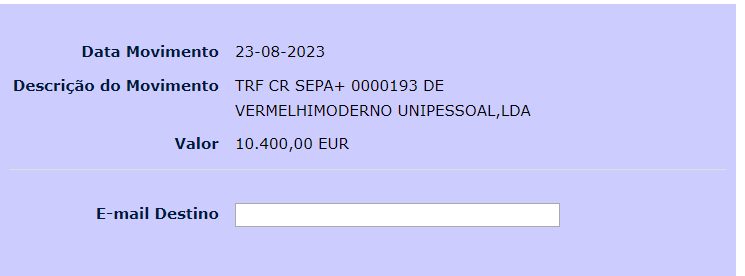 Data Movimento 23-08-2023
Descrição do Movimento TRF CR SEPA+ 0000193 DE
VERMELHIMODERNO UNIPESSOAL,LDA
Valor 10.400,00 EUR
E-mail Destino